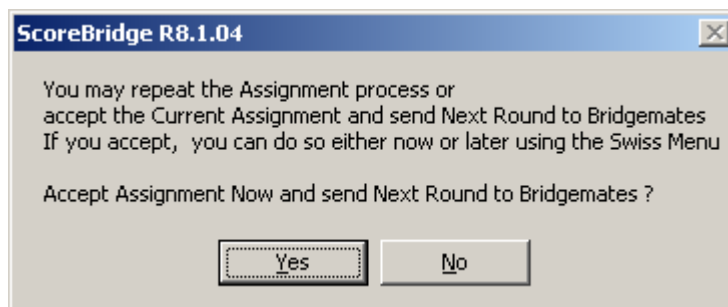 ScoreBridge R8.1.04
You may repeat the Assignment process or
accept the Current Assignment and send Next Round to Bridgemates
If you accept,  you can do so either now or later using the Swiss Menu
Accept Assignment Now and send Next Round to Bridgemates ?
Yes
No